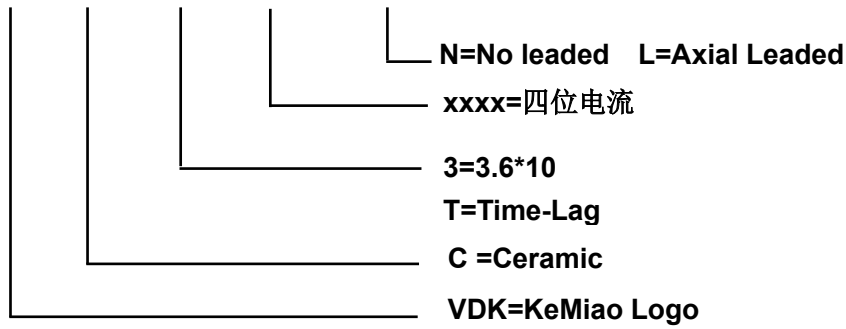 N=No leaded L=Axial Leaded
xxxx=四位电流
3=3.6*10
T=Time-Lag
C =Ceramic
VDK=KeMiao Logo